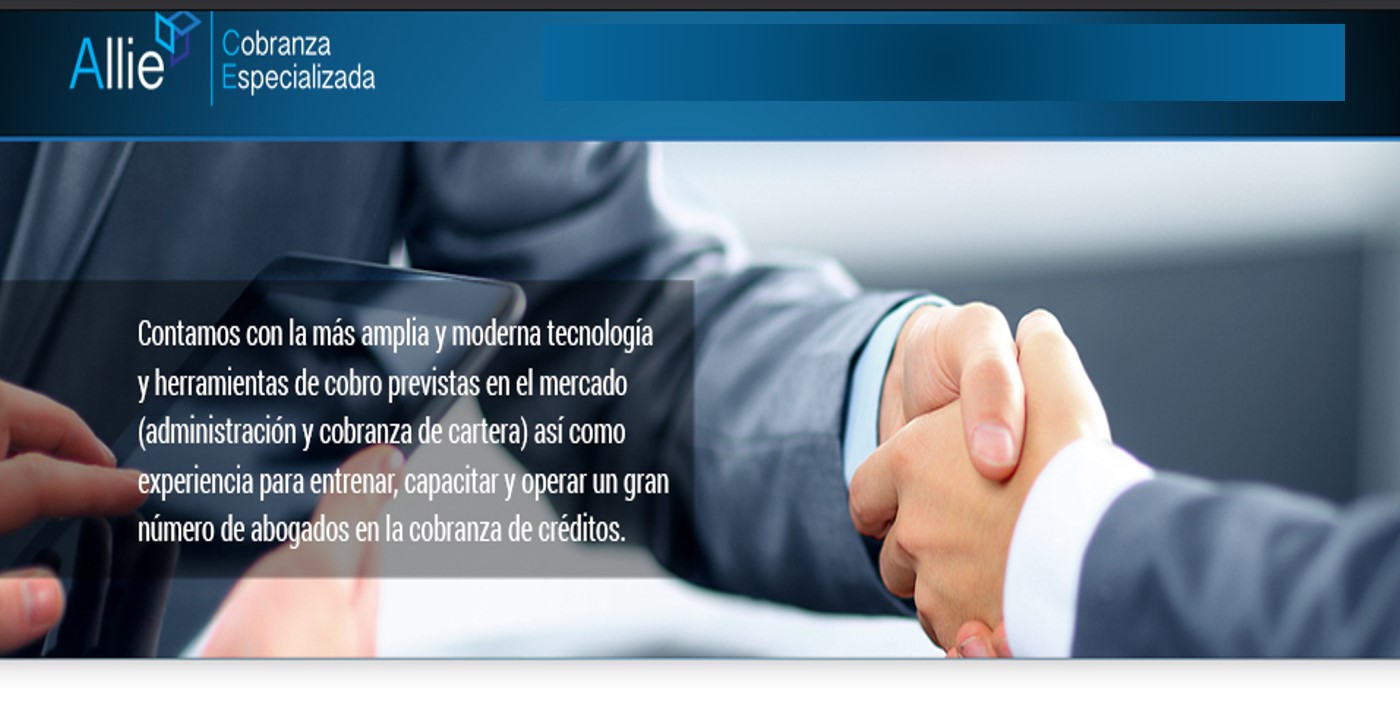 Allie
Cobranza
Especializada
Contamos con la más amplia y moderna tecnología
y herramientas de cobro previstas en el mercado
(administración y cobranza de cartera) así como
experiencia para entrenar, capacitar y operar un gran
número de abogados en la cobranza de créditos.